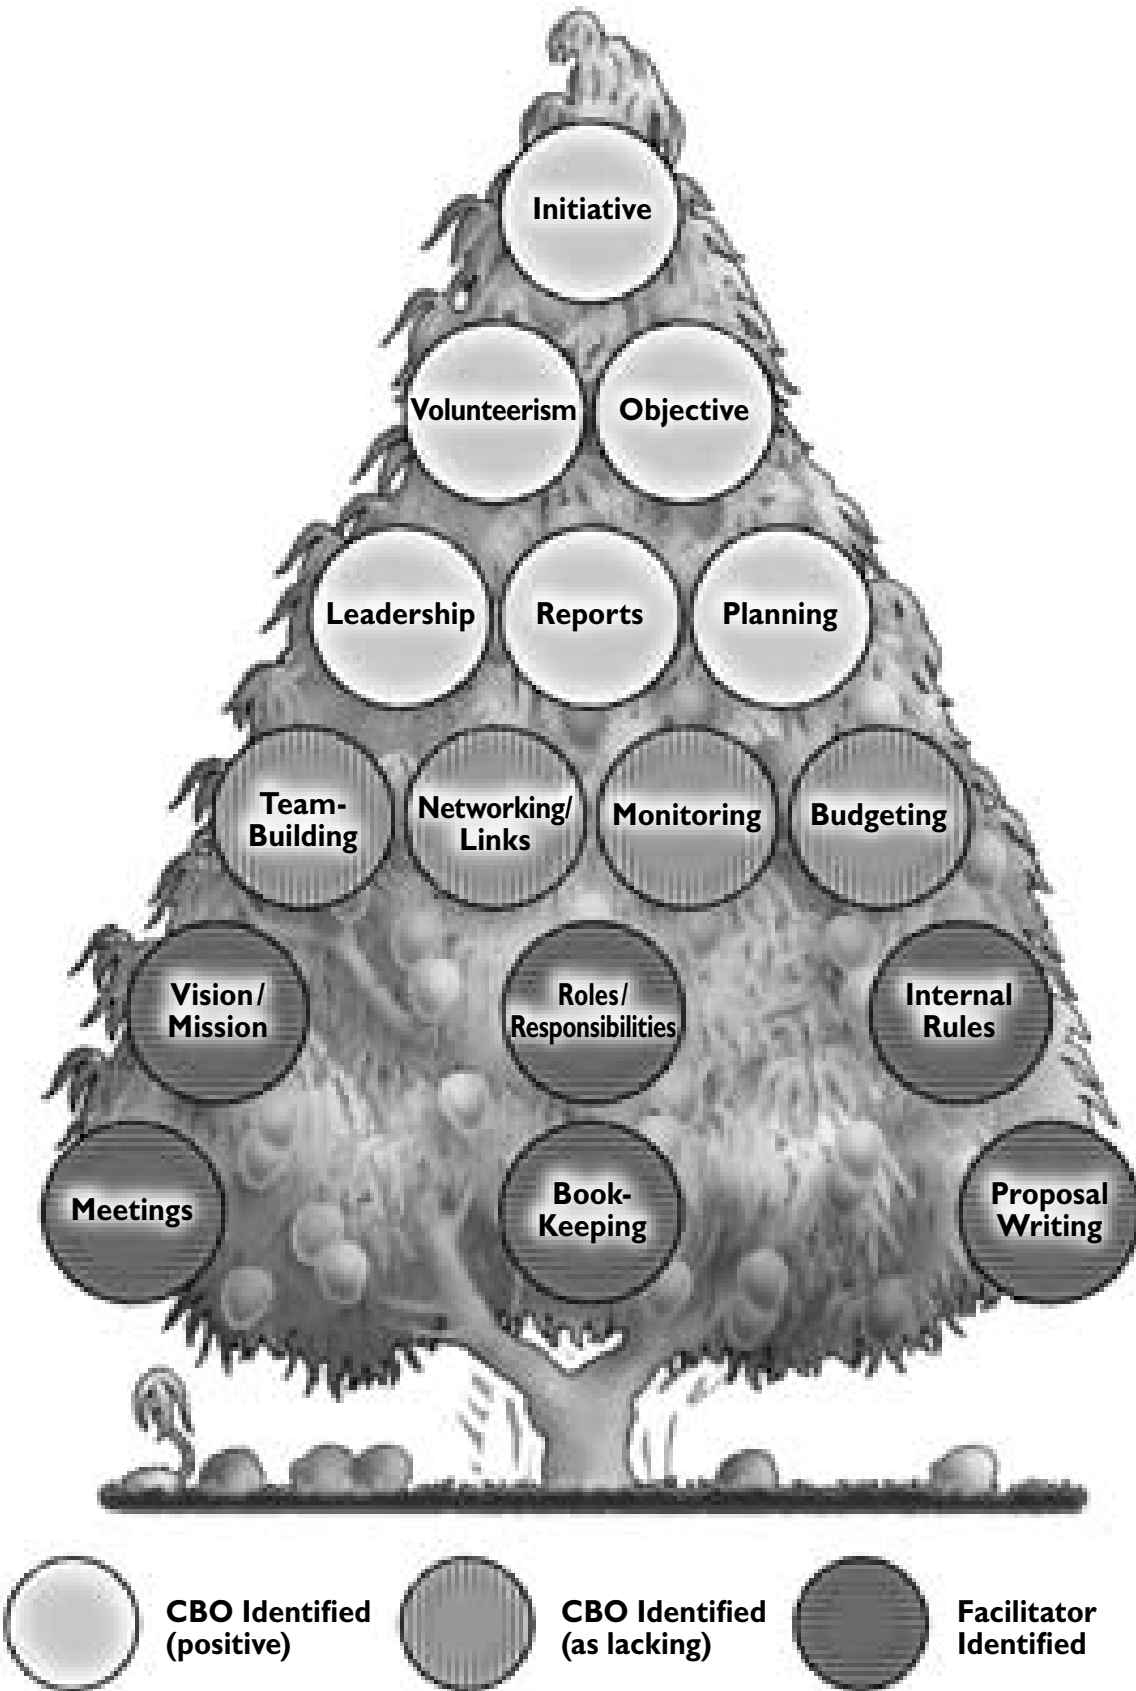 Initiative
Volunteerism
Objective
Leadership
Reports
Planning
Team-
Building
Networking/
Links
Monitoring
Budgeting
Vision/
Mission
Roles/
Responsibilities
Internal
Rules
Meetings
Book-
Keeping
Proposal
Writing
CBO Identified
(positive)
CBO Identified
(as lacking)
Facilitator
Identified